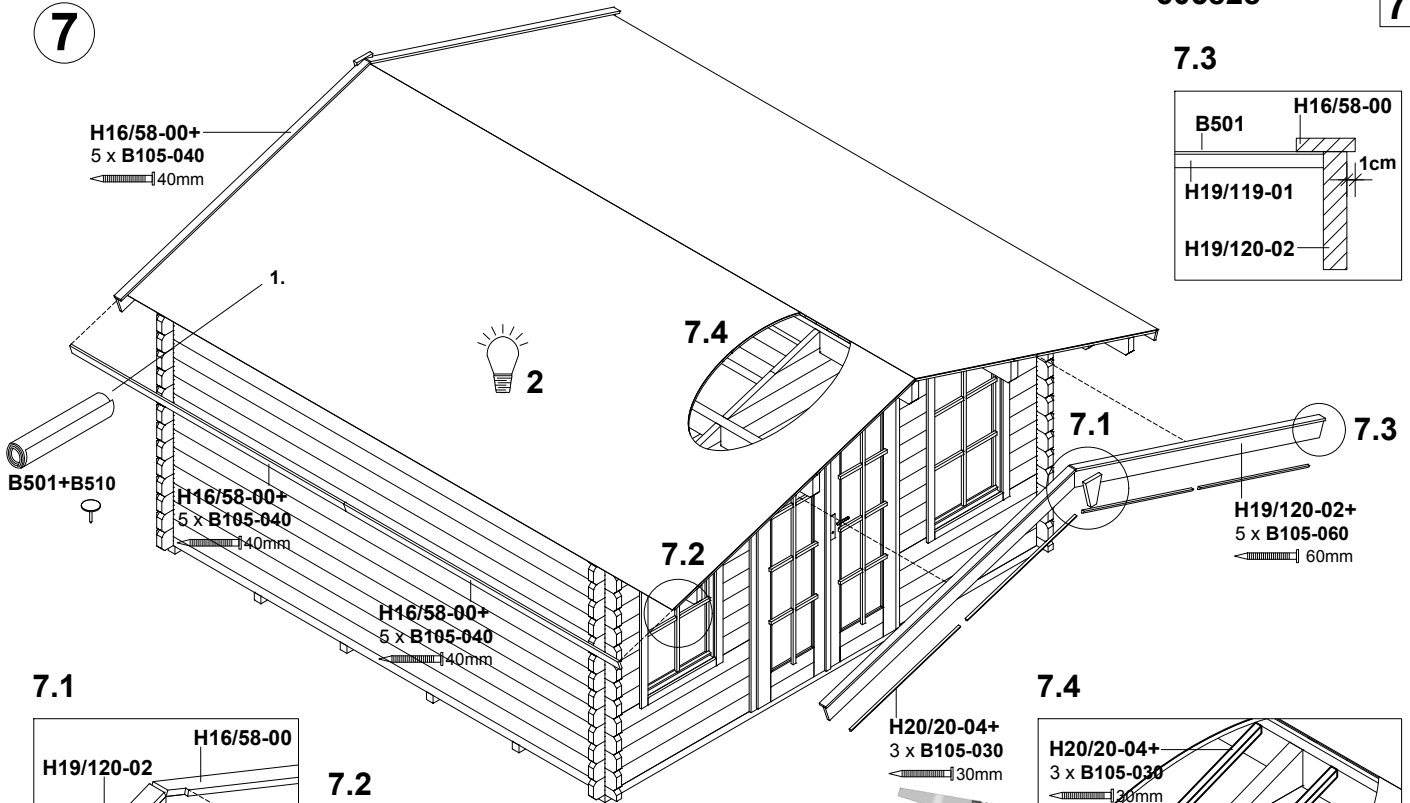 7
7
7.3
H16/58-00
B501
1cm
H19/119-01
H19/120-02
H16/58-00+
5 x B105-040
40mm
1.
7.4
2
7.1
7.3
B501+B510
H16/58-00+
5 x B105-040
40mm
H19/120-02+
5 x B105-060
60mm
7.2
H16/58-00+
5 x B105-040
40mm
7.1
H16/58-00
H19/120-02
7.2
H20/20-04+
3 x B105-030
30mm
7.4
H20/20-04+
3 x B105-030
30mm